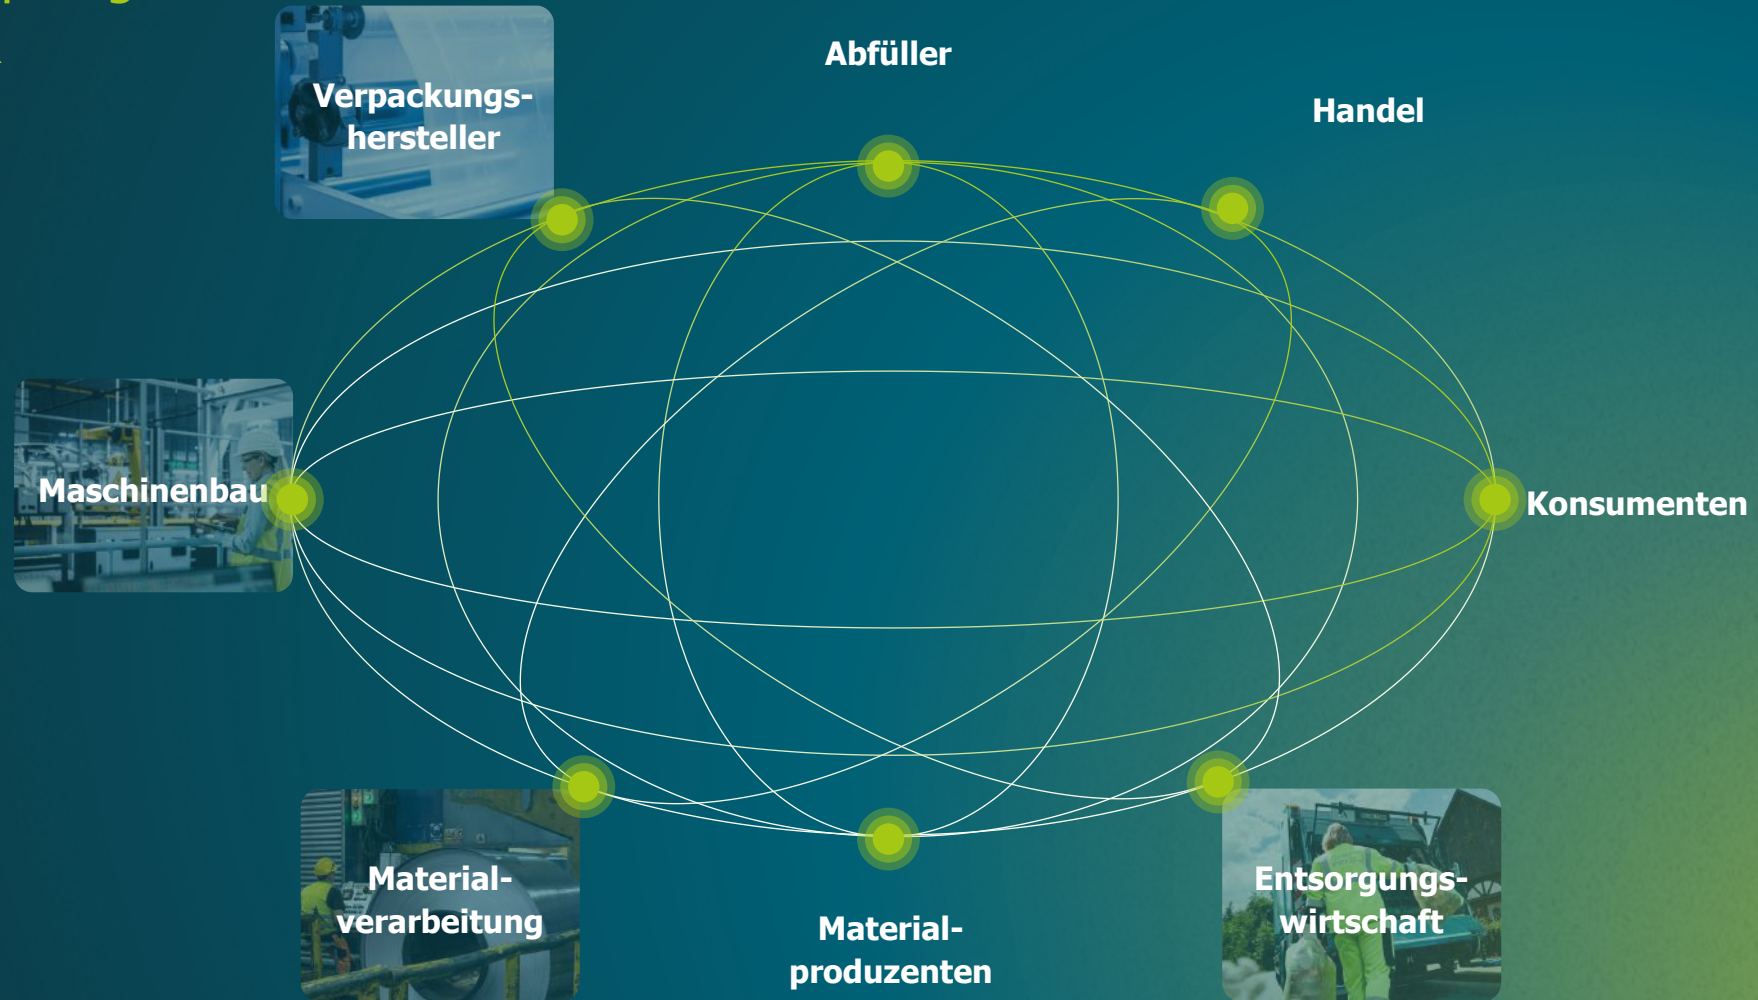 Abfüller
Verpackungs-
hersteller
Handel
Maschinenbau
Konsumenten
Material-
verarbeitung
Entsorgungs-
wirtschaft
Material-
produzenten